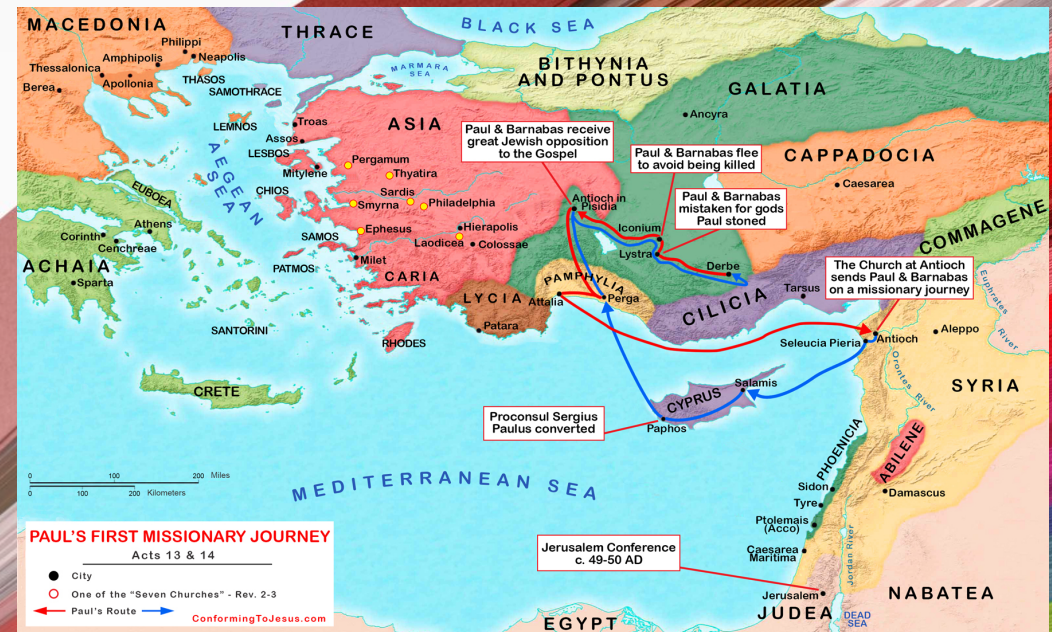 MACEDONIA
THRACE
BLACK SEA
Philippi
Neapolis
Amphipolis
Thessalonica
Apollonia
Berea
THASOS
SAMOTHRACE
MARMARA
SEA
BITHYNIA
AND PONTUS
GALATIA
Ancyra
LEMNOS
Troas
Assos
LESBOS
Mitylene
ASIA
AEGEAN
SEA
Pergamum
Thyatira
CHIOS
Sardis
Smyrna
Philadelphia
EUBOEA
Athens
Corinth
Cenchreae
SAMOS
Ephesus
Hierapolis
Laodicea
Colossae
ACHAIA
Sparta
PATMOS
Milet
CARIA
Paul & Barnabas receive
great Jewish opposition
to the Gospel
Paul & Barnabas flee
to avoid being killed
Paul & Barnabas
mistaken for gods
Paul stoned
CAPPADOCIA
Caesarea
COMMAGENE
Antioch in
Pisidia
Iconium
Lystra
Derbe
The Church at Antioch
sends Paul & Barnabas
on a missionary journey
PAMPHYLIA
LYCIA
Attalia
Perga
Patara
CILICIA
Tarsus
Euphrates
River
SANTORINI
RHODES
Seleucia Pieria
Antioch
Aleppo
Orontes River
SYRIA
CRETE
CYPRUS
Salamis
Paphos
Proconsul Sergius
Paulus converted
PHOENICIA
ABILENE
Damascus
Sidon
Tyre
Ptolemais
(Acco)
Caesarea
Maritima
Jordan River
MEDITERRANEAN SEA
0 100 200 Miles
0 100 200 Kilometers
PAUL'S FIRST MISSIONARY JOURNEY
Acts 13 & 14
City
One of the "Seven Churches" - Rev. 2-3
Paul's Route
ConformingToJesus.com
Jerusalem Conference
c. 49-50 AD
Jerusalem
JUDEA
DEAD
SEA
NABATEA
EGYPT